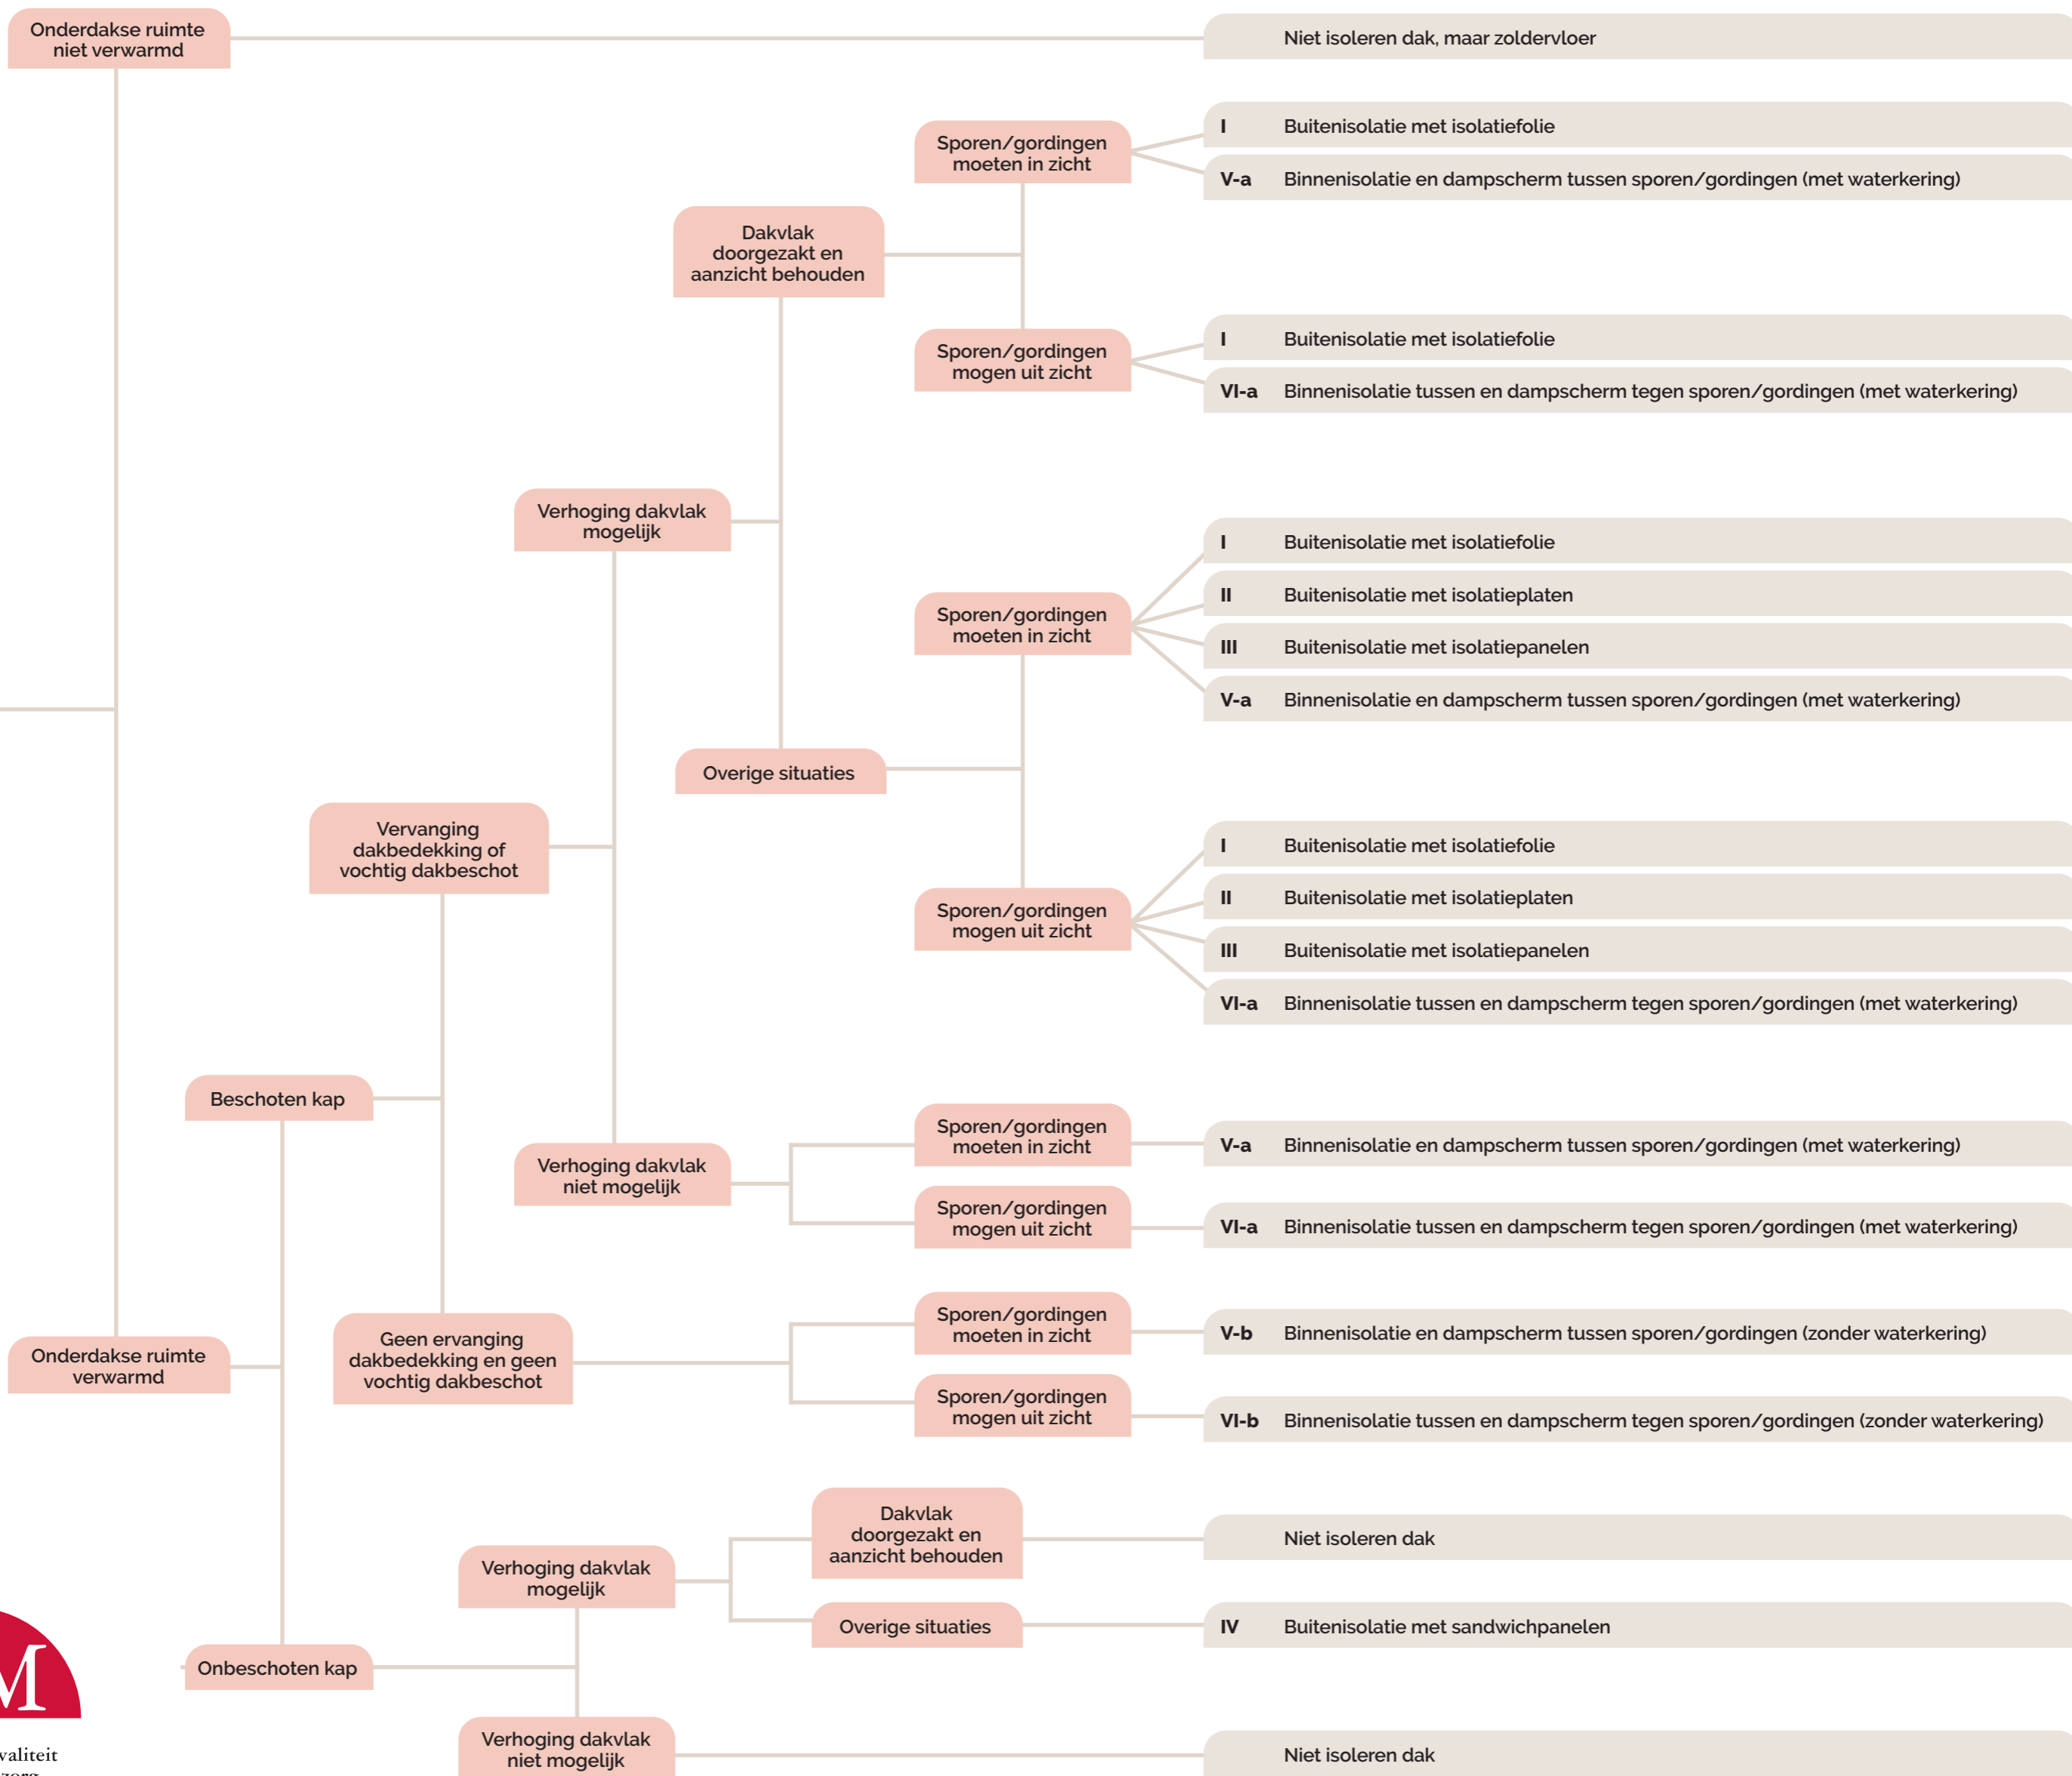 Onderdakse ruimte
niet verwarmd
Niet isoleren dak, maar zoldervloer
Sporen/gordingen
moeten in zicht
I Buitenisolatie met isolatiefolie
V-a Binnenisolatie en dampscherm tussen sporen/gordingen (met waterkering)
Dakvlak
doorgezakt en
aanzicht behouden
Sporen/gordingen
mogen uit zicht
I Buitenisolatie met isolatiefolie
VI-a Binnenisolatie tussen en dampscherm tegen sporen/gordingen (met waterkering)
Verhoging dakvlak
mogelijk
Sporen/gordingen
moeten in zicht
I Buitenisolatie met isolatiefolie
II Buitenisolatie met isolatieplaten
III Buitenisolatie met isolatiepanelen
V-a Binnenisolatie en dampscherm tussen sporen/gordingen (met waterkering)
Overige situaties
Vervanging
dakbedekking of
vochtig dakbeschot
Sporen/gordingen
mogen uit zicht
I Buitenisolatie met isolatiefolie
II Buitenisolatie met isolatieplaten
III Buitenisolatie met isolatiepanelen
VI-a Binnenisolatie tussen en dampscherm tegen sporen/gordingen (met waterkering)
Beschoten kap
Verhoging dakvlak
niet mogelijk
Sporen/gordingen
moeten in zicht
V-a Binnenisolatie en dampscherm tussen sporen/gordingen (met waterkering)
Sporen/gordingen
mogen uit zicht
VI-a Binnenisolatie tussen en dampscherm tegen sporen/gordingen (met waterkering)
Onderdakse ruimte
verwarmd
Geen ervanging
dakbedekking en geen
vochtig dakbeschot
Sporen/gordingen
moeten in zicht
V-b Binnenisolatie en dampscherm tussen sporen/gordingen (zonder waterkering)
Sporen/gordingen
mogen uit zicht
VI-b Binnenisolatie tussen en dampscherm tegen sporen/gordingen (zonder waterkering)
Verhoging dakvlak
mogelijk
Dakvlak
doorgezakt en
aanzicht behouden
Niet isoleren dak
Overige situaties
IV Buitenisolatie met sandwichpanelen
Onbeschoten kap
Verhoging dakvlak
niet mogelijk
Niet isoleren dak
M
waliteit
zorg